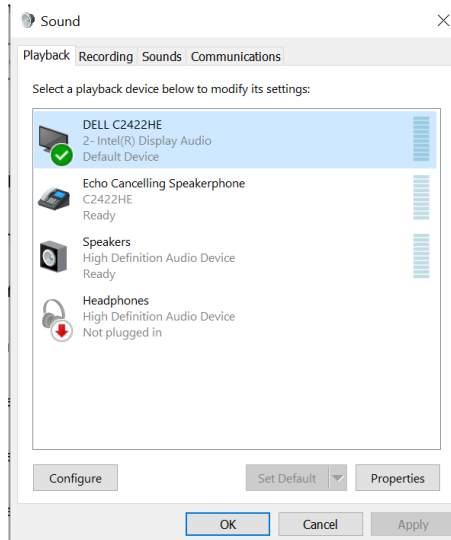 Sound
Playback Recording Sounds Communications
Select a playback device below to modify its settings:
DELL C2422HE
2- Intel(R) Display Audio
Default Device
Echo Cancelling Speakerphone
C2422HE
Ready
Speakers
High Definition Audio Device
Ready
Headphones
High Definition Audio Device
Not plugged in
Configure Set Default Properties
OK Cancel Apply